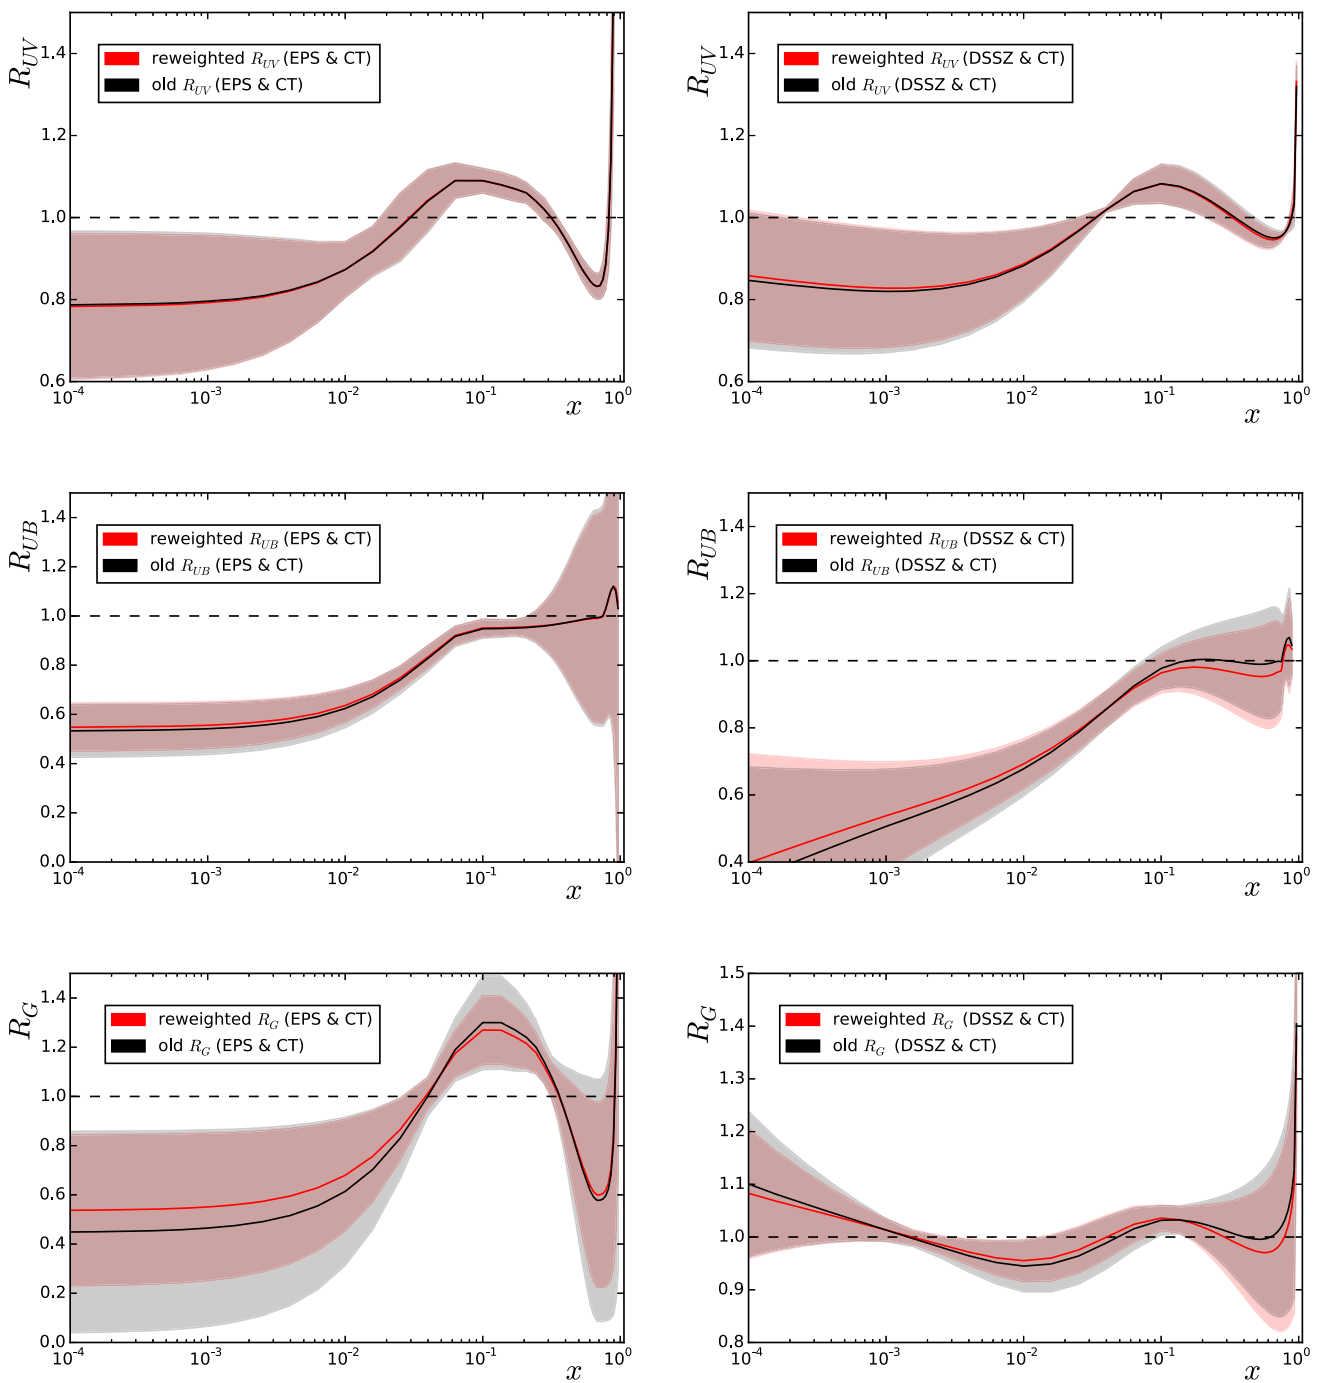 R_UV
1.4
1.2
1.0
0.8
0.6
reweighted R_UV (EPS & CT)
old R_UV (EPS & CT)
10^-4 10^-3 10^-2 10^-1 10^0
x
R_UV
1.4
1.2
1.0
0.8
0.6
reweighted R_UV (DSSZ & CT)
old R_UV (DSSZ & CT)
10^-4 10^-3 10^-2 10^-1 10^0
x
R_UB
1.4
1.2
1.0
0.8
0.6
0.4
0.2
0.0
reweighted R_UB (EPS & CT)
old R_UB (EPS & CT)
10^-4 10^-3 10^-2 10^-1 10^0
x
R_UB
1.4
1.2
1.0
0.8
0.6
0.4
reweighted R_UB (DSSZ & CT)
old R_UB (DSSZ & CT)
10^-4 10^-3 10^-2 10^-1 10^0
x
R_G
1.4
1.2
1.0
0.8
0.6
0.4
0.2
0.0
reweighted R_G (EPS & CT)
old R_G (EPS & CT)
10^-4 10^-3 10^-2 10^-1 10^0
x
R_G
1.5
1.4
1.3
1.2
1.1
1.0
0.9
0.8
reweighted R_G (DSSZ & CT)
old R_G (DSSZ & CT)
10^-4 10^-3 10^-2 10^-1 10^0
x